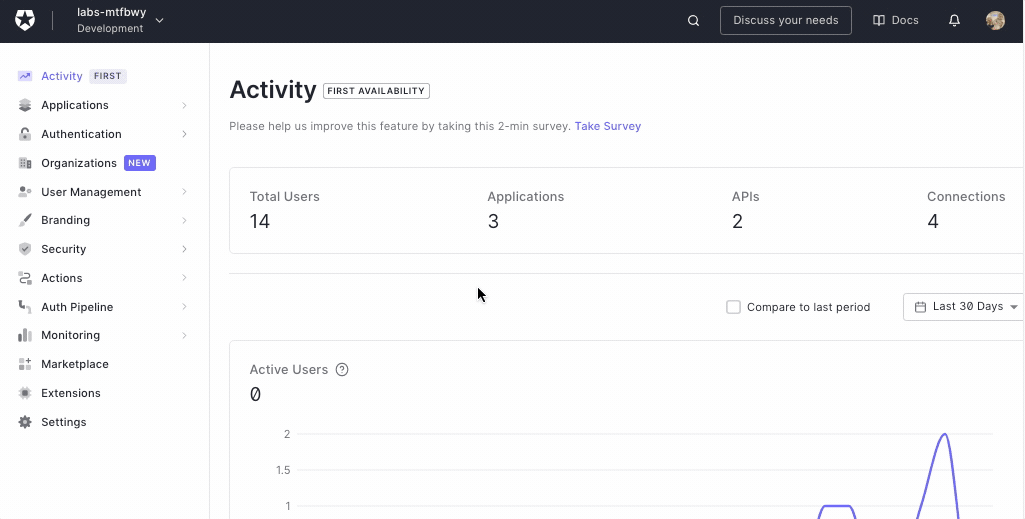 labs-mtfbwy
Development
Discuss your needs
Docs
Activity FIRST
Applications
Authentication
Organizations NEW
User Management
Branding
Security
Actions
Auth Pipeline
Monitoring
Marketplace
Extensions
Settings
Activity FIRST AVAILABILITY
Please help us improve this feature by taking this 2-min survey. Take Survey
Total Users Applications APIs Connections
14 3 2 4
Compare to last period Last 30 Days
Active Users ?
0
2
1.5
1